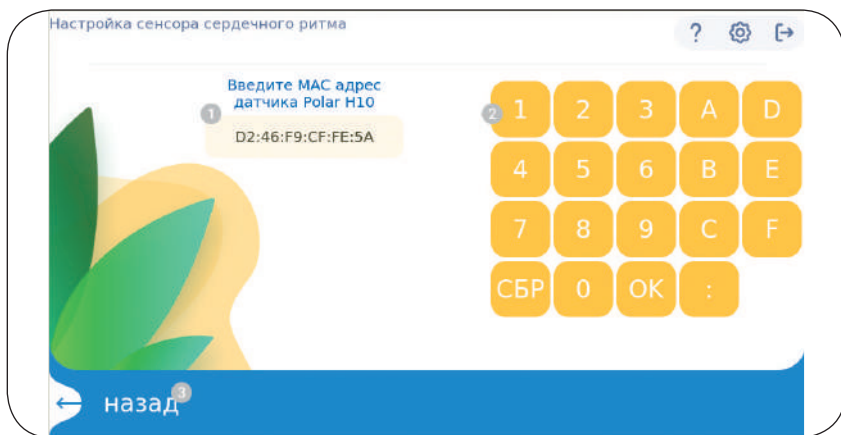 Настройка сенсора сердечного ритма
?
Введите MAC адрес
датчика Polar H10
1
D2:46:F9:CF:FE:5A
2
1 2 3 A D
4 5 6 B E
7 8 9 C F
СБР 0 OK :
← назад
3